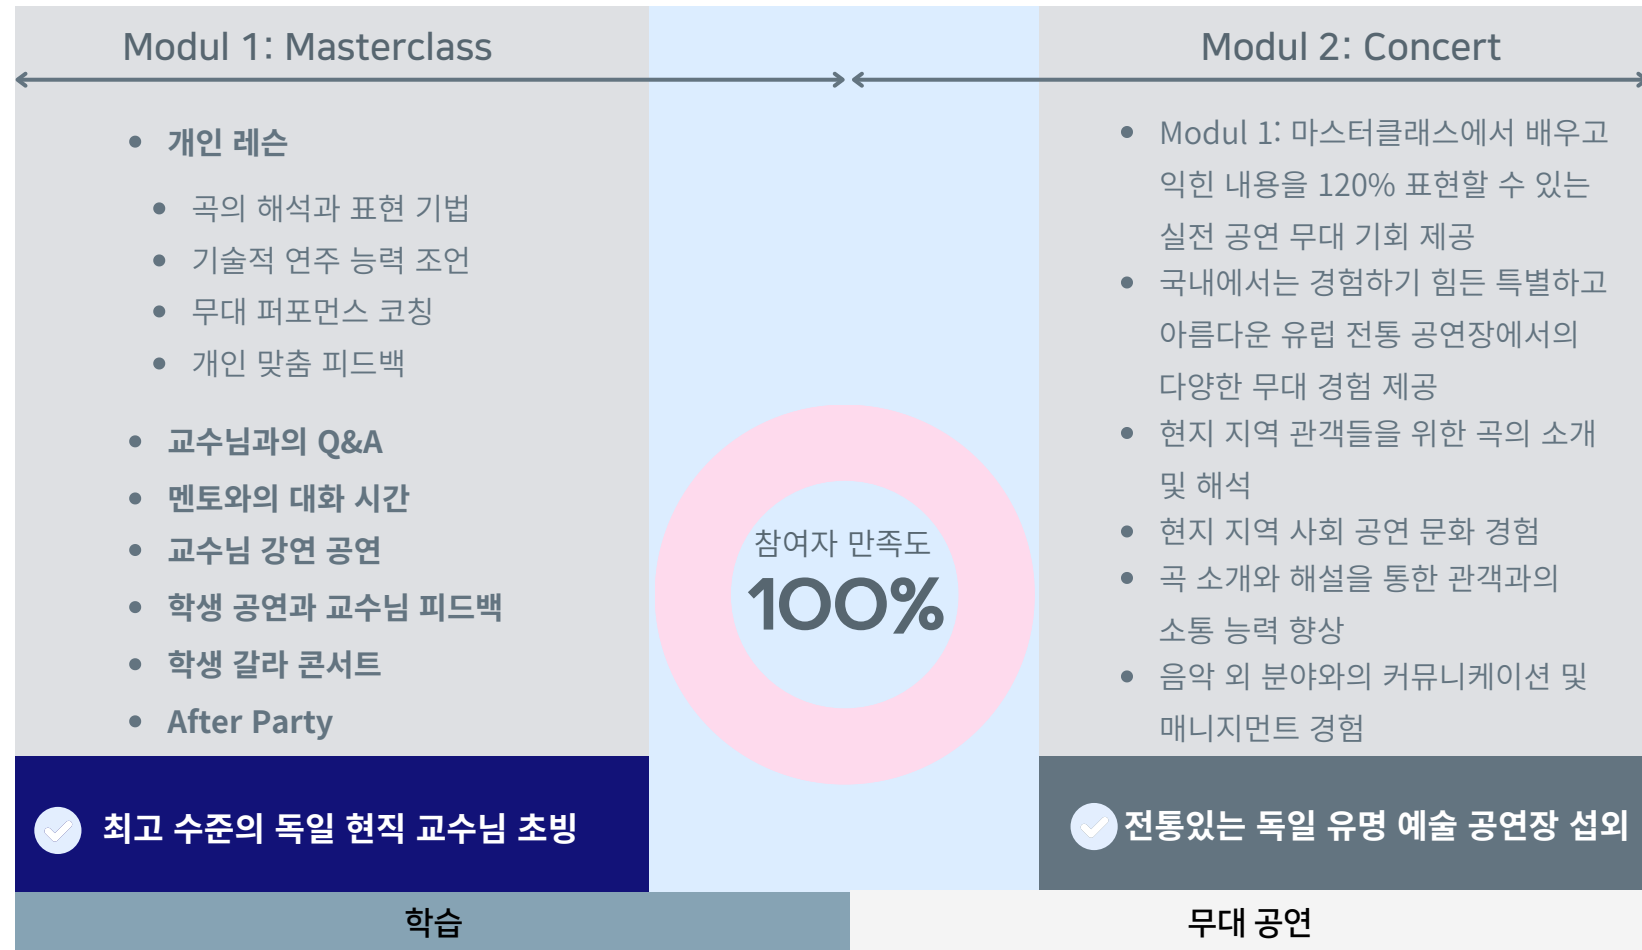 Modul 1: Masterclass
개인 레슨
곡의 해석과 표현 기법
기술적 연주 능력 조언
무대 퍼포먼스 코칭
개인 맞춤 피드백
교수님과의 Q&A
멘토와의 대화 시간
교수님 강연 공연
학생 공연과 교수님 피드백
학생 갈라 콘서트
After Party
최고 수준의 독일 현직 교수님 초빙
학습
참여자 만족도
100%
Modul 2: Concert
Modul 1: 마스터클래스에서 배우고
익힌 내용을 120% 표현할 수 있는
실전 공연 무대 기회 제공
국내에서는 경험하기 힘든 특별하고
아름다운 유럽 전통 공연장에서의
다양한 무대 경험 제공
현지 지역 관객들을 위한 곡의 소개
및 해석
현지 지역 사회 공연 문화 경험
곡 소개와 해설을 통한 관객과의
소통 능력 향상
음악 외 분야와의 커뮤니케이션 및
매니지먼트 경험
전통있는 독일 유명 예술 공연장 섭외
무대 공연